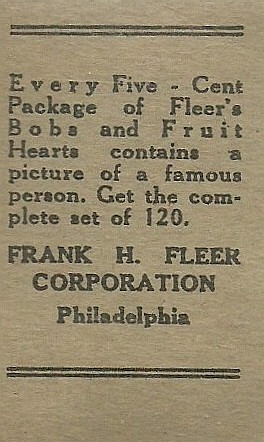 Every Five - Cent
Package of Fleer's
Bobs and Fruit
Hearts contains a
picture of a famous
person. Get the com-
plete set of 120.
FRANK H. FLEER
CORPORATION
Philadelphia